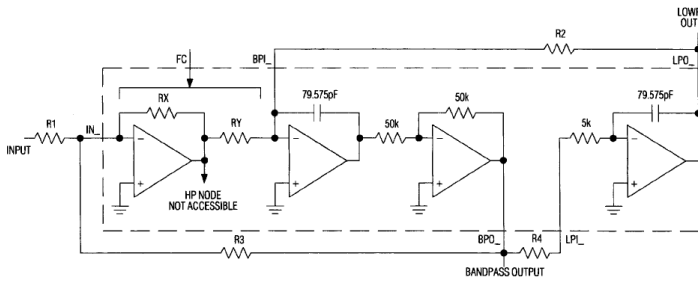 LOWP
OUT
R2
FC
BPI_
LPO_
RX
79.575pF
50k
79.575pF
R1
IN_
RY
50k
5k
INPUT
HP NODE
NOT ACCESSIBLE
R3
BPO_
R4
LPI_
BANDPASS OUTPUT